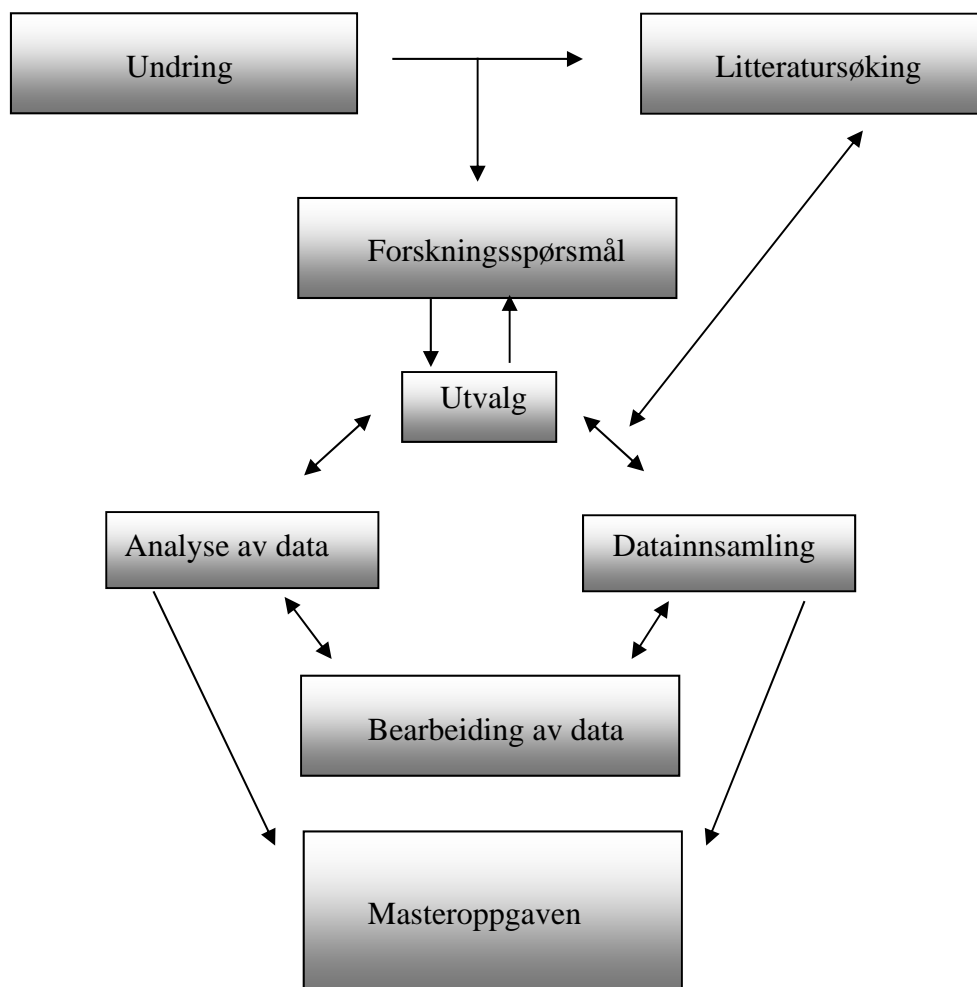 Undring
Litteratursøking
Forskningsspørsmål
Utvalg
Analyse av data
Datainnsamling
Bearbeiding av data
Masteroppgaven